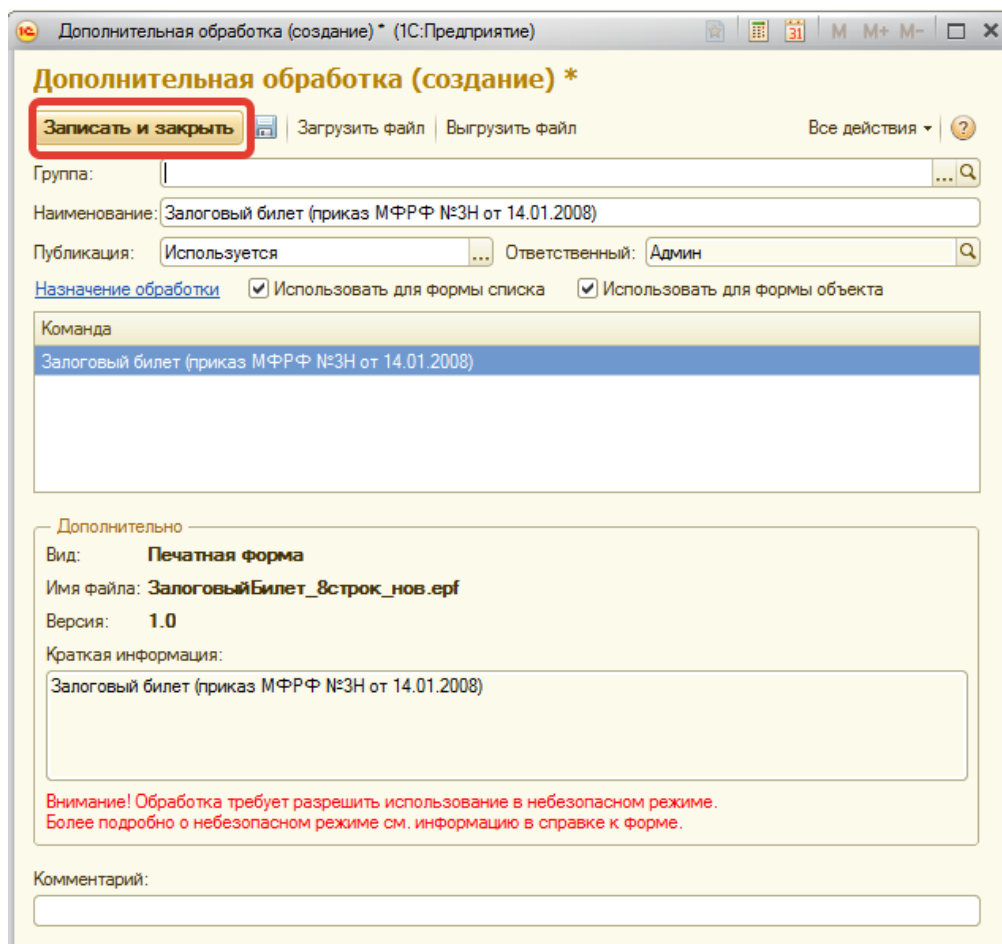 1С Дополнительная обработка (создание) * (1С:Предприятие) 31 M M+ M-
Дополнительная обработка (создание) *
Записать и закрыть Загрузить файл Выгрузить файл Все действия ?
Группа: ...
Наименование: Залоговый билет (приказ МФРФ №3Н от 14.01.2008)
Публикация: Используется ... Ответственный: Админ
Назначение обработки Использовать для формы списка Использовать для формы объекта
Команда
Залоговый билет (приказ МФРФ №3Н от 14.01.2008)
Дополнительно
Вид: Печатная форма
Имя файла: ЗалоговыйБилет_8строк_нов.epf
Версия: 1.0
Краткая информация:
Залоговый билет (приказ МФРФ №3Н от 14.01.2008)
Внимание! Обработка требует разрешить использование в небезопасном режиме.
Более подробно о небезопасном режиме см. информацию в справке к форме.
Комментарий: